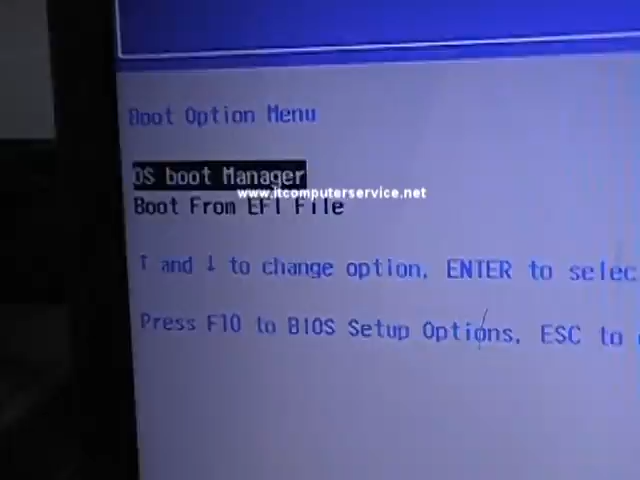 Boot Option Menu
OS boot Manager
www.itcomputerservice.net
Boot From EFI File
↑ and ↓ to change option, ENTER to selec
Press F10 to BIOS Setup Options, ESC to